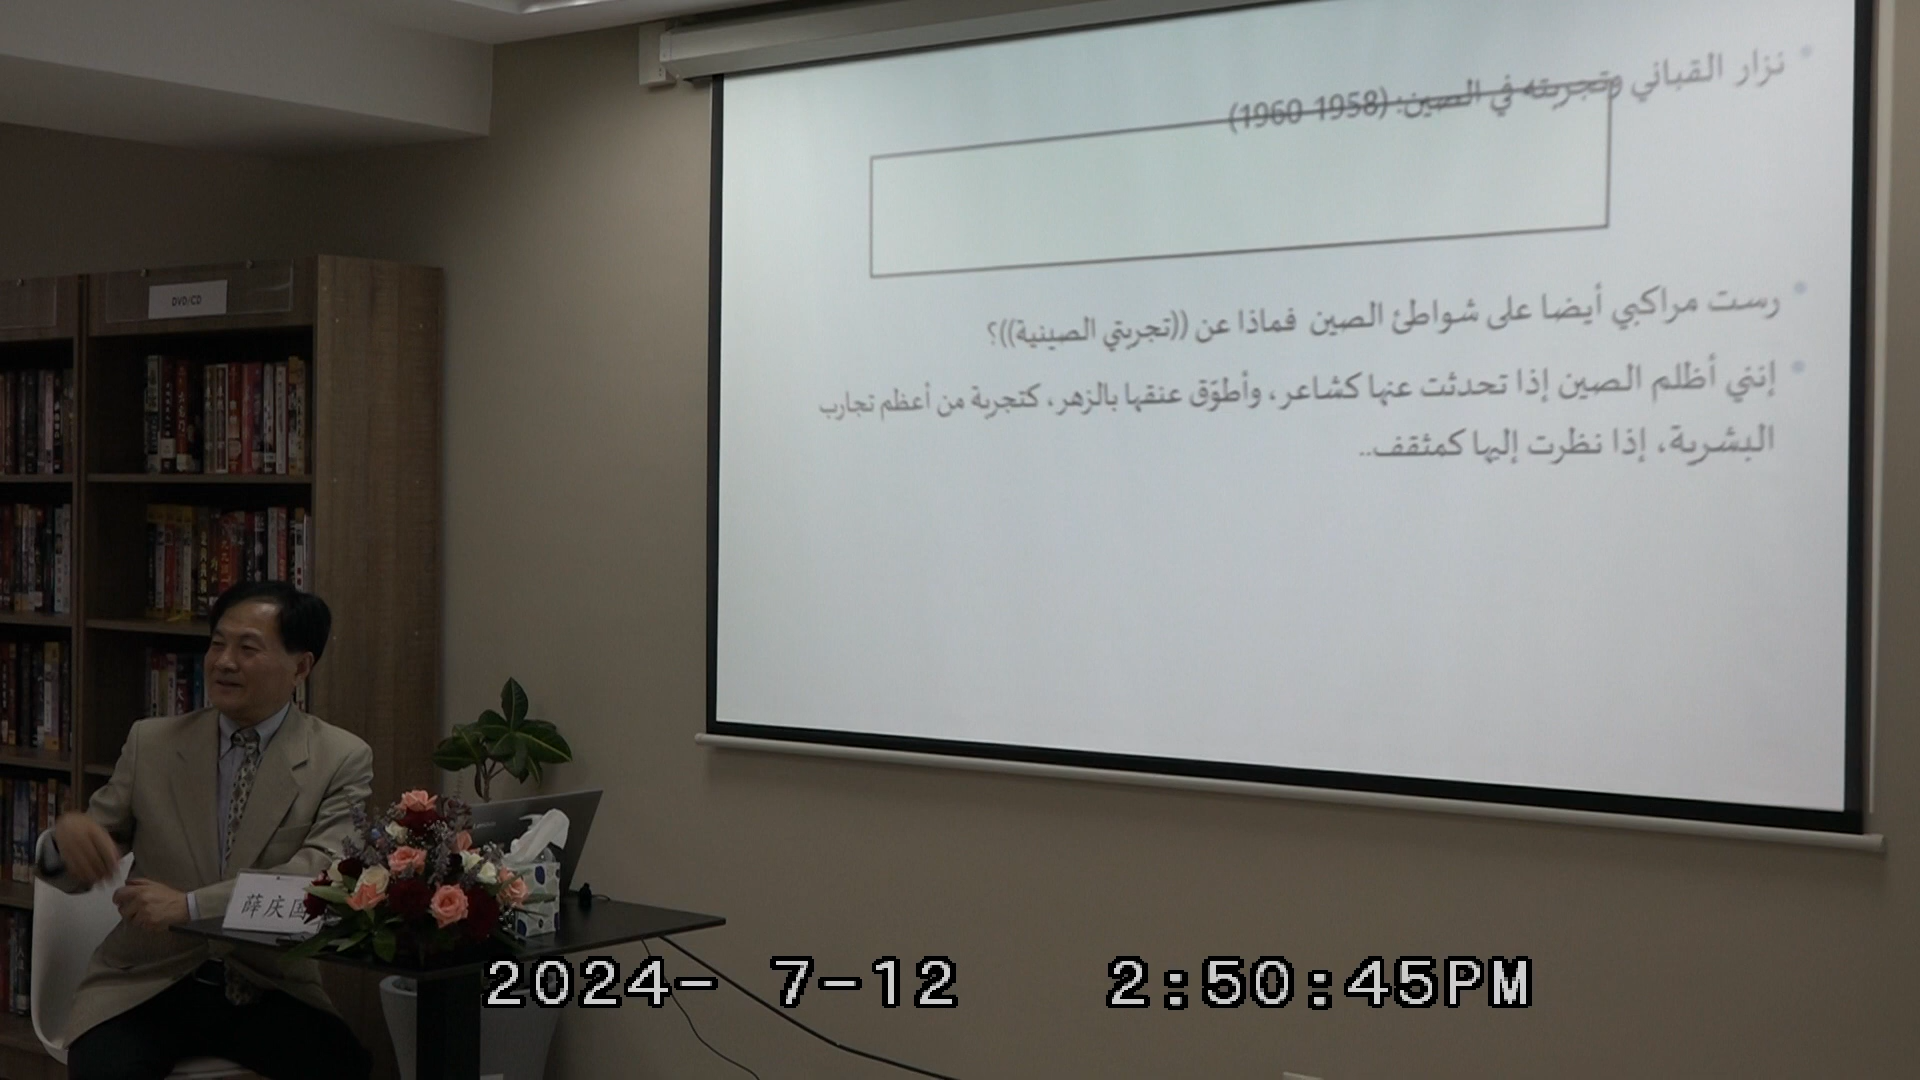 نزار القباني وتجربته في الصين: (1958-1960)
رست مراكبي أيضا على شواطئ الصين فماذا عن ((تجربتي الصينية))؟
إنني أظلم الصين إذا تحدثت عنها كشاعر، وأطوّق عنقها بالزهر، كتجربة من أعظم تجارب
البشرية، إذا نظرت إليها كمثقف..
DVD/CD
薛庆国
2024- 7-12 2:50:45PM